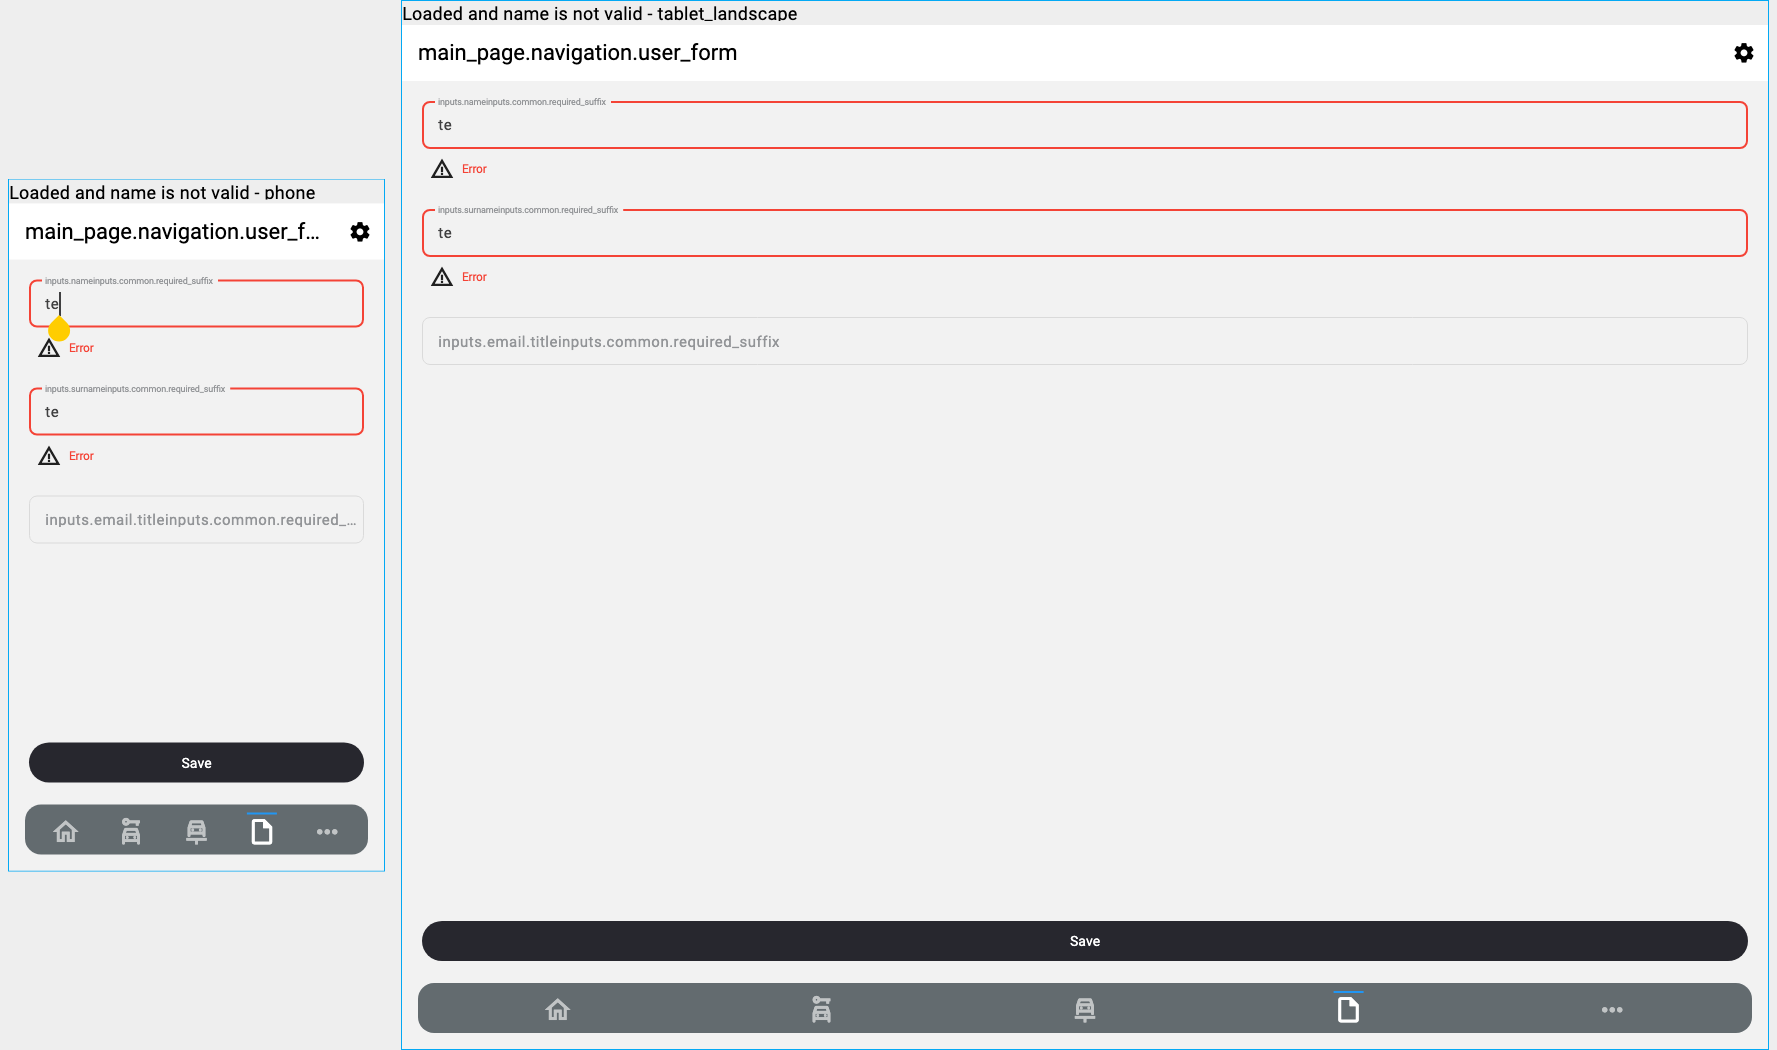 Loaded and name is not valid - phone
main_page.navigation.user_f...
inputs.nameinputs.common.required_suffix
te
Error
inputs.surnameinputs.common.required_suffix
te
Error
inputs.email.titleinputs.common.required_...
Save
Loaded and name is not valid - tablet_landscape
main_page.navigation.user_form
inputs.nameinputs.common.required_suffix
te
Error
inputs.surnameinputs.common.required_suffix
te
Error
inputs.email.titleinputs.common.required_suffix
Save